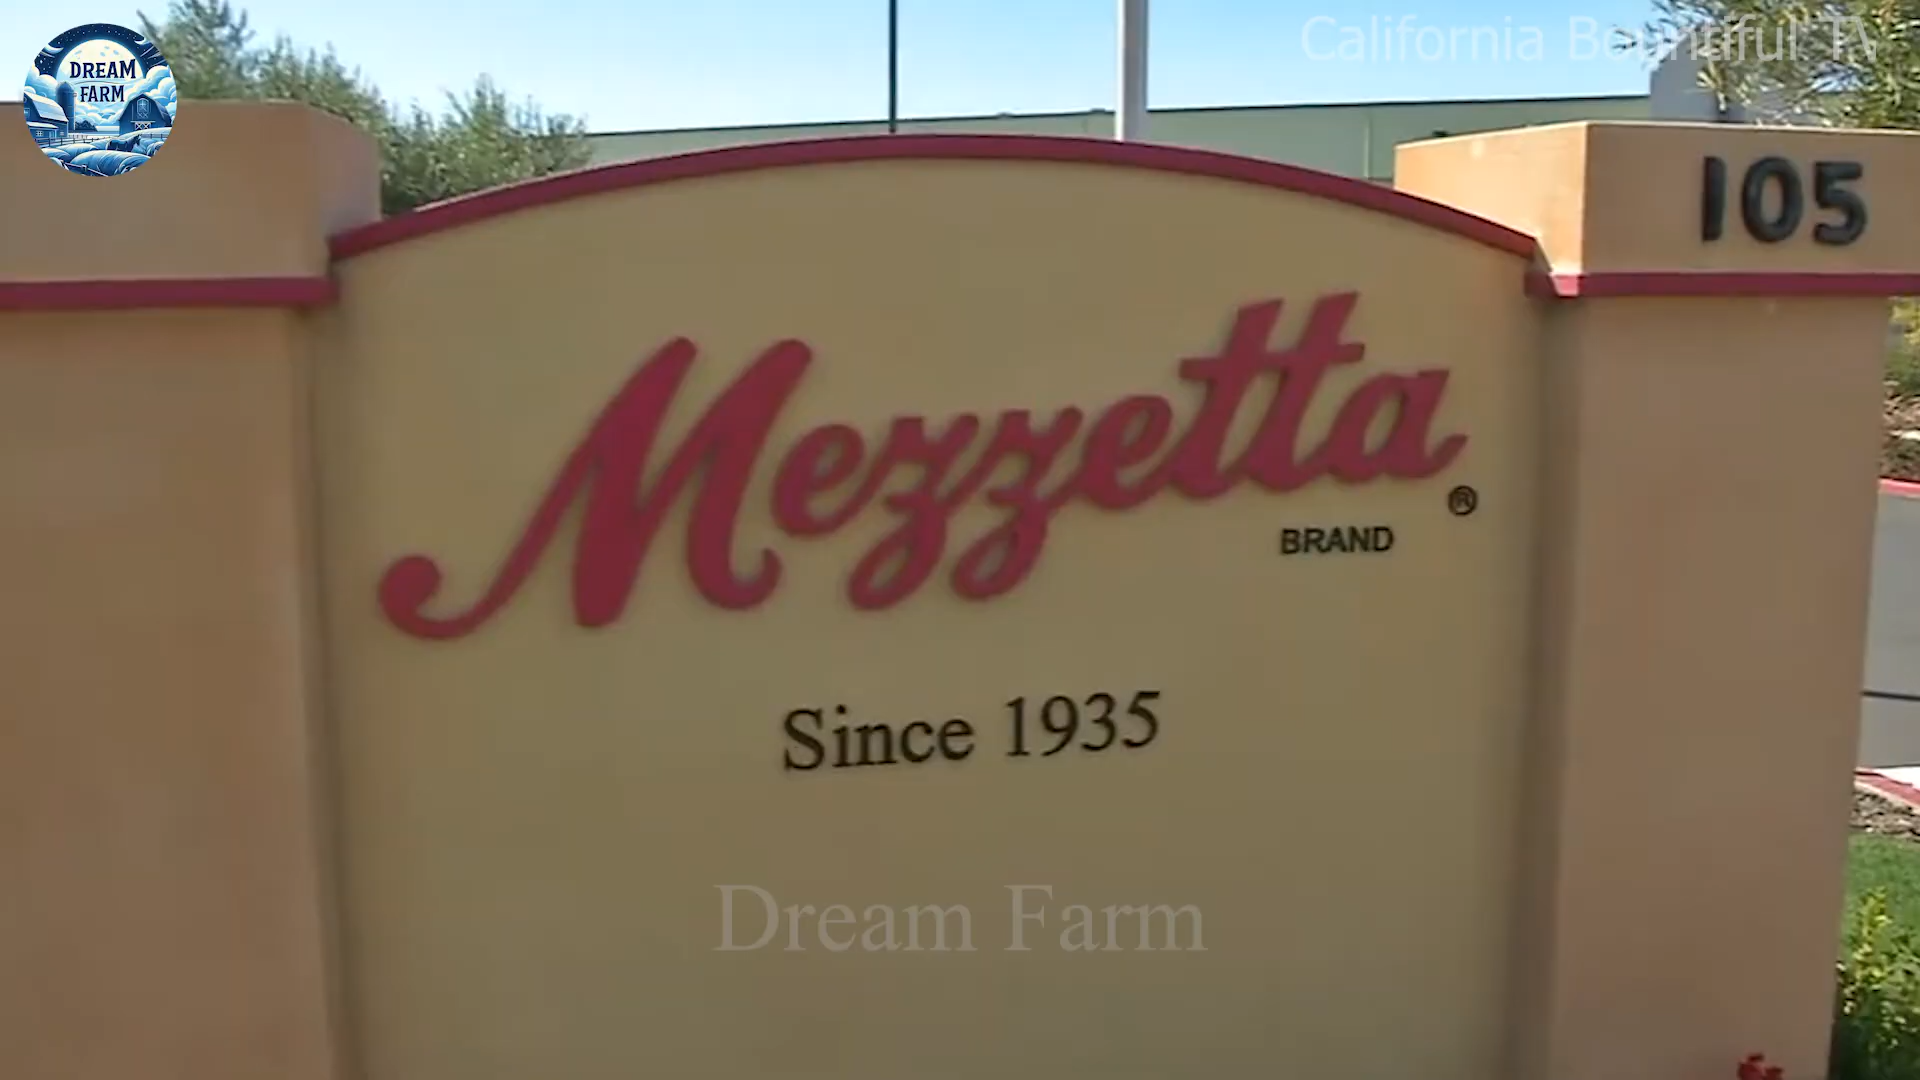 DREAM
FARM
California Bountiful TV
105
Mezzetta
®
BRAND
Since 1935
Dream Farm